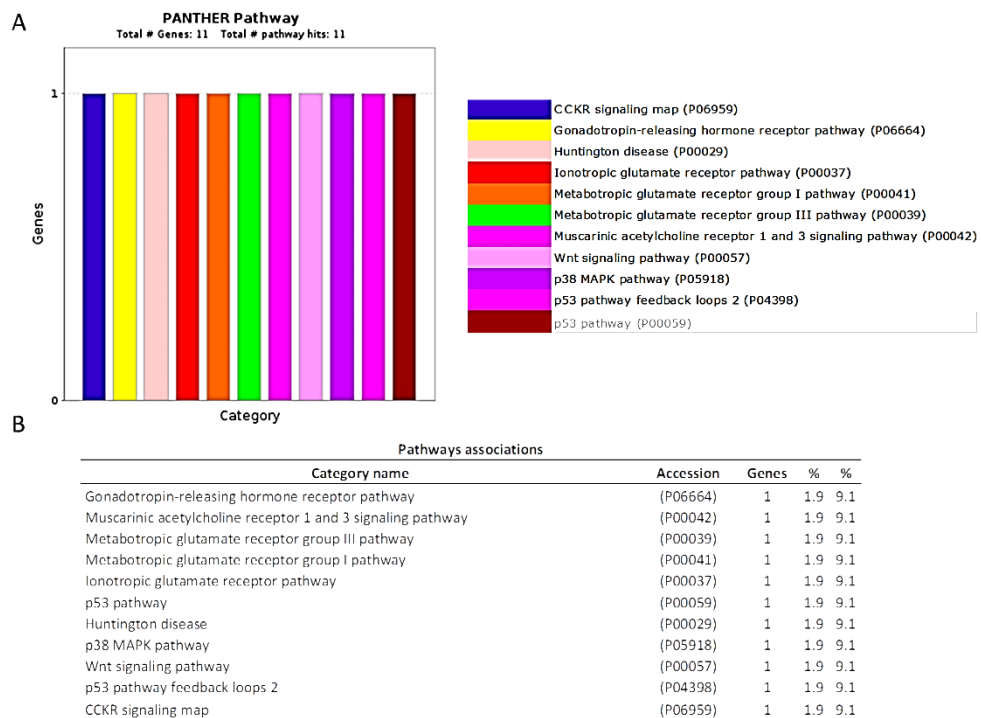 A
PANTHER Pathway
Total # Genes: 11 Total # pathway hits: 11
1
0
Genes
Category
CCKR signaling map (P06959)
Gonadotropin-releasing hormone receptor pathway (P06664)
Huntington disease (P00029)
Ionotropic glutamate receptor pathway (P00037)
Metabotropic glutamate receptor group I pathway (P00041)
Metabotropic glutamate receptor group III pathway (P00039)
Muscarinic acetylcholine receptor 1 and 3 signaling pathway (P00042)
Wnt signaling pathway (P00057)
p38 MAPK pathway (P05918)
p53 pathway feedback loops 2 (P04398)
p53 pathway (P00059)
B
Pathways associations
Category name Accession Genes % %
Gonadotropin-releasing hormone receptor pathway (P06664) 1 1.9 9.1
Muscarinic acetylcholine receptor 1 and 3 signaling pathway (P00042) 1 1.9 9.1
Metabotropic glutamate receptor group III pathway (P00039) 1 1.9 9.1
Metabotropic glutamate receptor group I pathway (P00041) 1 1.9 9.1
Ionotropic glutamate receptor pathway (P00037) 1 1.9 9.1
p53 pathway (P00059) 1 1.9 9.1
Huntington disease (P00029) 1 1.9 9.1
p38 MAPK pathway (P05918) 1 1.9 9.1
Wnt signaling pathway (P00057) 1 1.9 9.1
p53 pathway feedback loops 2 (P04398) 1 1.9 9.1
CCKR signaling map (P06959) 1 1.9 9.1